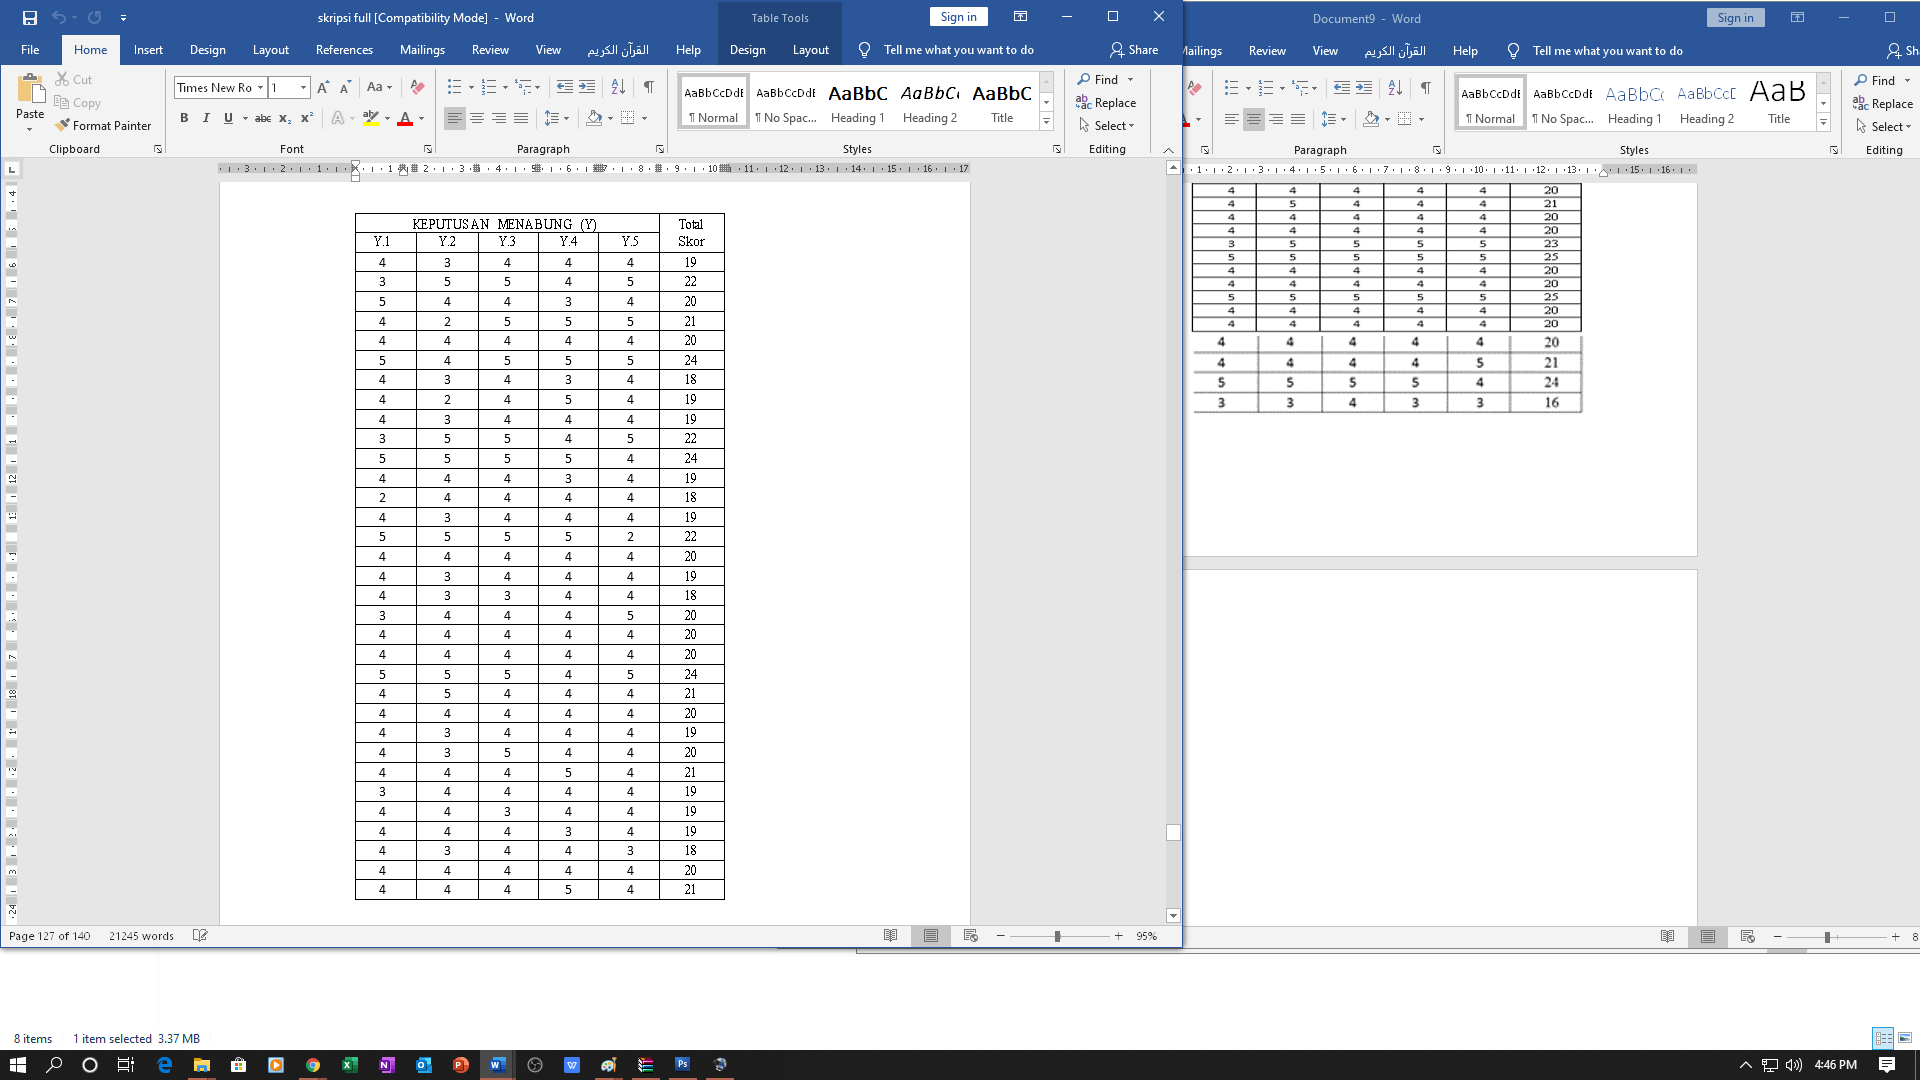 skripsi full [Compatibility Mode] - Word
Table Tools
Sign in
Document9 - Word
Sign in
File Home Insert Design Layout References Mailings Review View القرآن الكريم Help Design Layout Tell me what you want to do Share
Mailings Review View القرآن الكريم Help Tell me what you want to do
Paste
Cut
Copy
Format Painter
Clipboard
Times New Ro 1
Font
Paragraph
AaBbCcDdE ¶ Normal
AaBbCcDdE ¶ No Spac...
AaBbC Heading 1
AaBbCc Heading 2
AaBbC Title
Styles
Find
Replace
Select
Editing
Paragraph
AaBbCcDdE ¶ Normal
AaBbCcDdE ¶ No Spac...
AaBbCc Heading 1
AaBbCcD Heading 2
AaB Title
Styles
Find
Replace
Select
Editing
KEPUTUSAN MENABUNG (Y) Total Skor
Y.1 Y.2 Y.3 Y.4 Y.5
4 3 4 4 4 19
3 5 5 4 5 22
5 4 4 3 4 20
4 2 5 5 5 21
4 4 4 4 4 20
5 4 5 5 5 24
4 3 4 3 4 18
4 2 4 5 4 19
4 3 4 4 4 19
3 5 5 4 5 22
5 5 5 5 4 24
4 4 4 3 4 19
2 4 4 4 4 18
4 3 4 4 4 19
5 5 5 5 2 22
4 4 4 4 4 20
4 3 4 4 4 19
4 3 3 4 4 18
3 4 4 4 5 20
4 4 4 4 4 20
4 4 4 4 4 20
5 5 5 4 5 24
4 5 4 4 4 21
4 4 4 4 4 20
4 3 4 4 4 19
4 3 5 4 4 20
4 4 4 5 4 21
3 4 4 4 4 19
4 4 3 4 4 19
4 4 4 3 4 19
4 3 4 4 3 18
4 4 4 4 4 20
4 4 4 5 4 21
4 4 4 4 4 20
4 5 4 4 4 21
4 4 4 4 4 20
4 4 4 4 4 20
3 5 5 5 5 23
5 5 5 5 5 25
4 4 4 4 4 20
4 4 4 4 4 20
5 5 5 5 5 25
4 4 4 4 4 20
4 4 4 4 4 20
4 4 4 4 4 20
4 4 4 4 5 21
5 5 5 5 4 24
3 3 4 3 3 16
Page 127 of 140 21245 words
95%
8 items 1 item selected 3.37 MB
4:46 PM